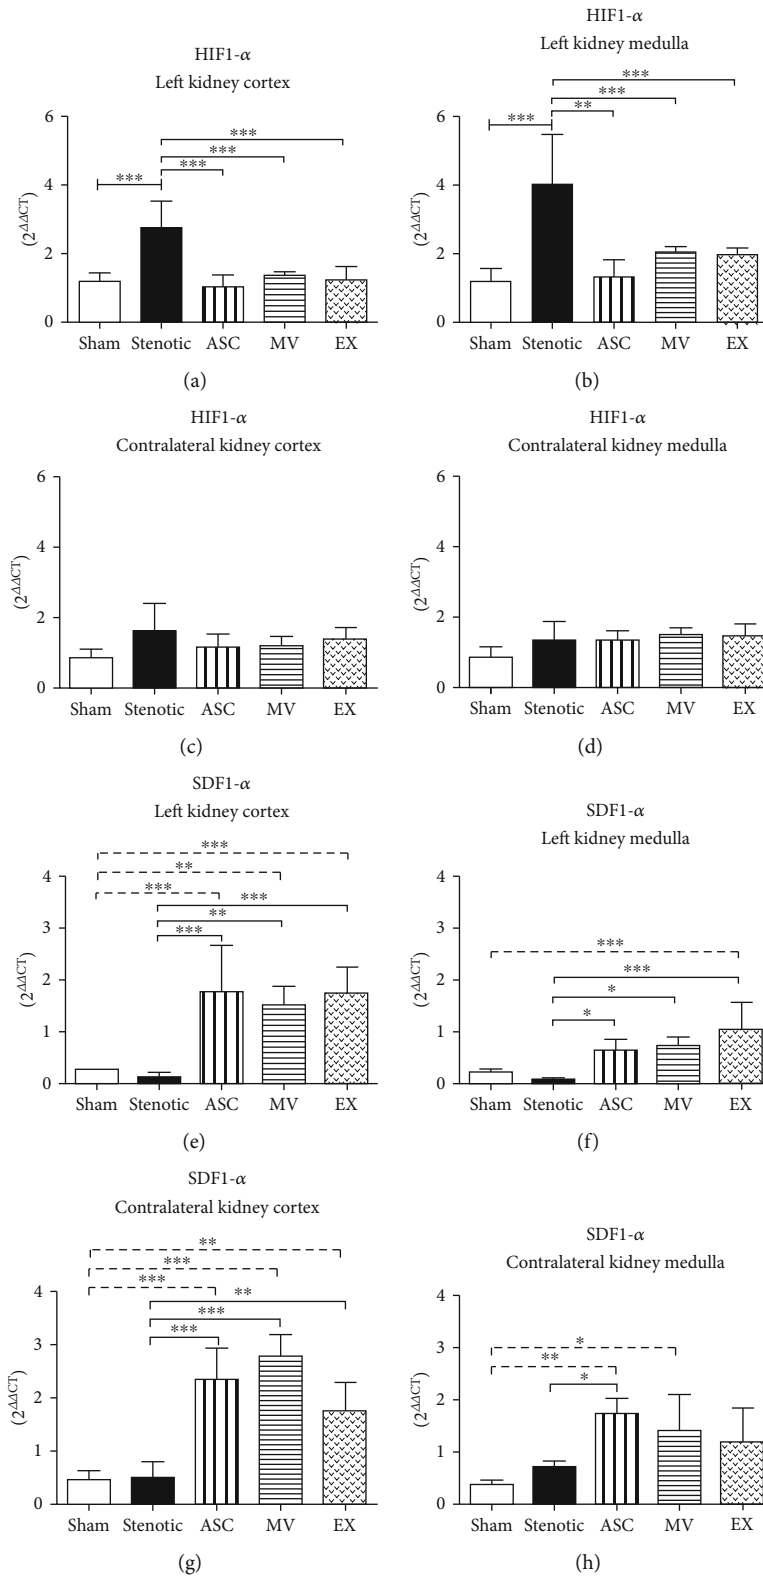 HIF1-α
Left kidney cortex
(2^ΔΔCT)
6
4
2
0
***
***
***
***
Sham Stenotic ASC MV EX
(a)
HIF1-α
Left kidney medulla
(2^ΔΔCT)
6
4
2
0
***
***
**
***
Sham Stenotic ASC MV EX
(b)
HIF1-α
Contralateral kidney cortex
(2^ΔΔCT)
6
4
2
0
Sham Stenotic ASC MV EX
(c)
HIF1-α
Contralateral kidney medulla
(2^ΔΔCT)
6
4
2
0
Sham Stenotic ASC MV EX
(d)
SDF1-α
Left kidney cortex
(2^ΔΔCT)
4
3
2
1
0
***
**
***
***
**
***
Sham Stenotic ASC MV EX
(e)
SDF1-α
Left kidney medulla
(2^ΔΔCT)
4
3
2
1
0
***
***
*
*
Sham Stenotic ASC MV EX
(f)
SDF1-α
Contralateral kidney cortex
(2^ΔΔCT)
4
3
2
1
0
**
***
***
**
***
***
Sham Stenotic ASC MV EX
(g)
SDF1-α
Contralateral kidney medulla
(2^ΔΔCT)
4
3
2
1
0
*
**
*
Sham Stenotic ASC MV EX
(h)